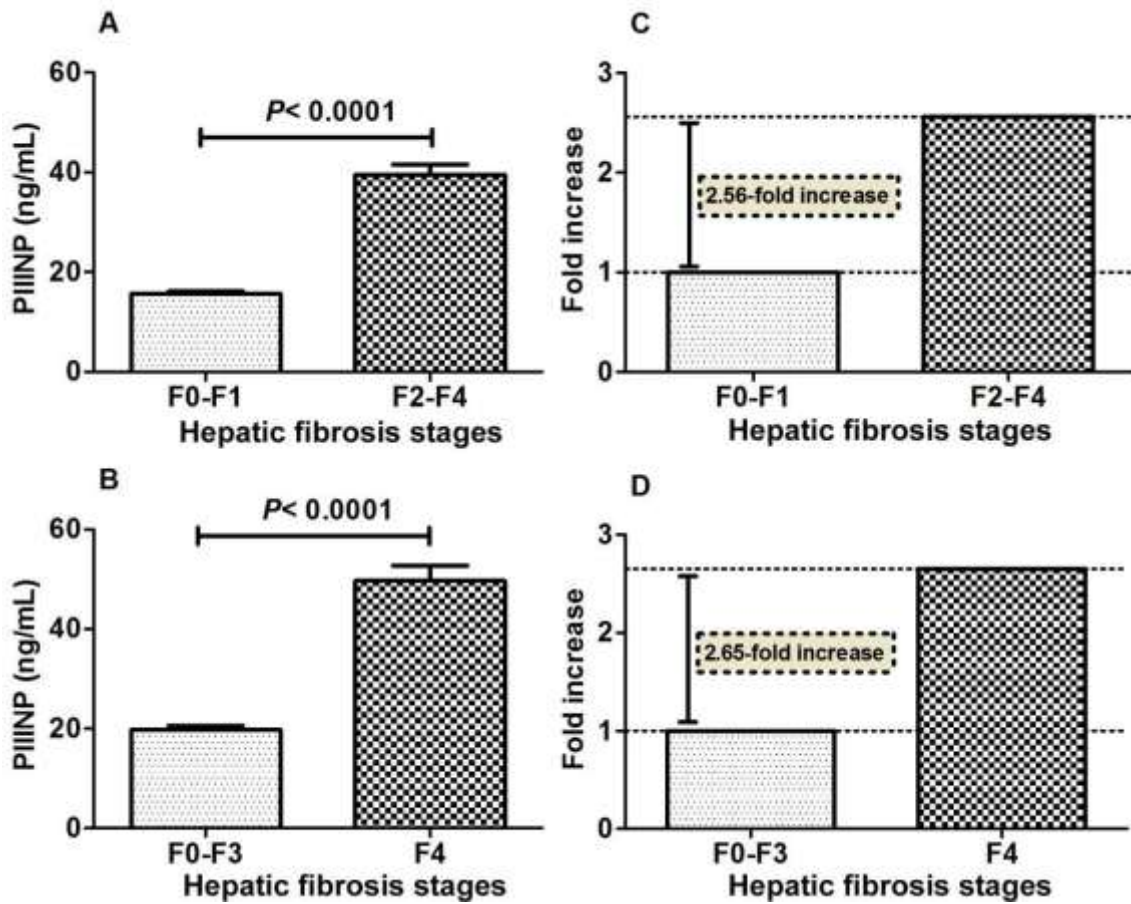 A
PIIINP (ng/mL)
60
40
20
0
P< 0.0001
F0-F1 F2-F4
Hepatic fibrosis stages
C
Fold increase
3
2
1
0
2.56-fold increase
F0-F1 F2-F4
Hepatic fibrosis stages
B
PIIINP (ng/mL)
60
40
20
0
P< 0.0001
F0-F3 F4
Hepatic fibrosis stages
D
Fold increase
3
2
1
0
2.65-fold increase
F0-F3 F4
Hepatic fibrosis stages